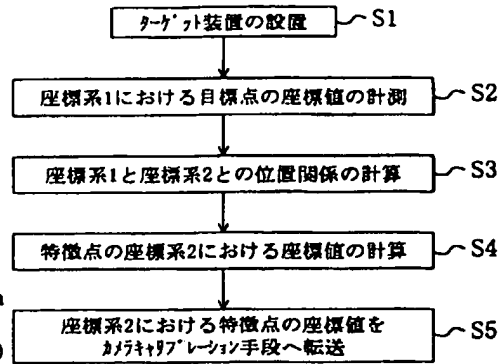 ﾀｰｹﾞｯﾄ装置の設置 S1
座標系1における目標点の座標値の計測 S2
座標系1と座標系2との位置関係の計算 S3
特徴点の座標系2における座標値の計算 S4
座標系2における特徴点の座標値を
ｶﾒﾗｷｬﾘﾌﾞﾚｰｼｮﾝ手段へ転送 S5